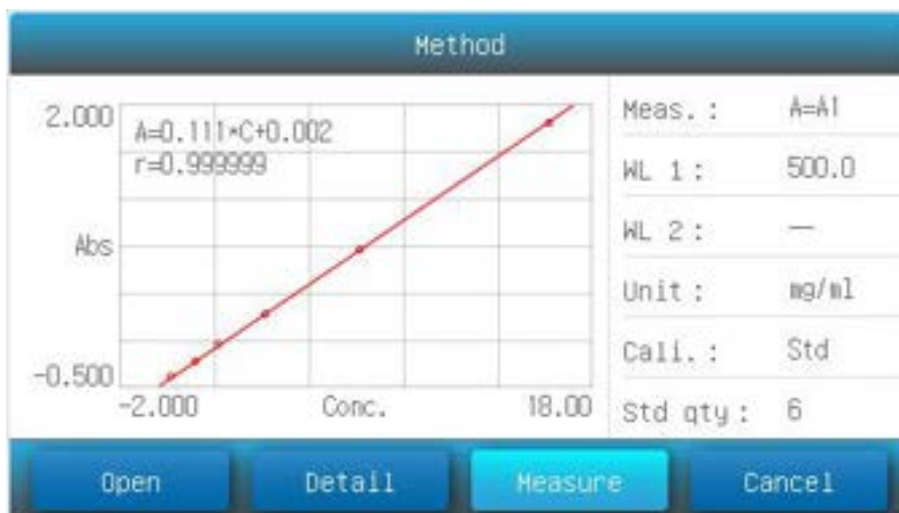 Method
2.000
A=0.111*C+0.002
r=0.999999
Abs
-0.500
-2.000
Conc.
18.00
Meas.: A=A1
WL 1: 500.0
WL 2: —
Unit: mg/ml
Cali.: Std
Std qty: 6
Open
Detail
Measure
Cancel